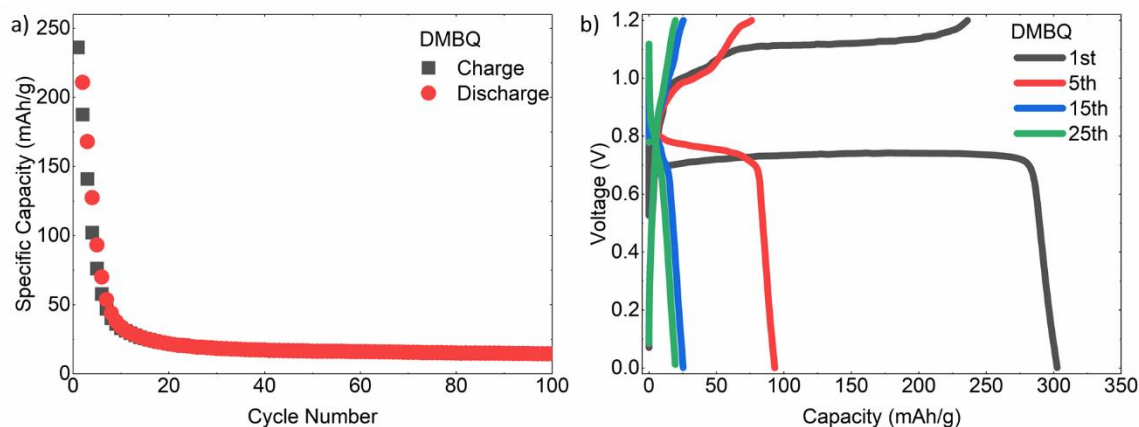 a)
DMBQ
Charge
Discharge
Specific Capacity (mAh/g)
250
200
150
100
50
0
0 20 40 60 80 100
Cycle Number
b)
DMBQ
1st
5th
15th
25th
Voltage (V)
1.2
1.0
0.8
0.6
0.4
0.2
0.0
0 50 100 150 200 250 300 350
Capacity (mAh/g)